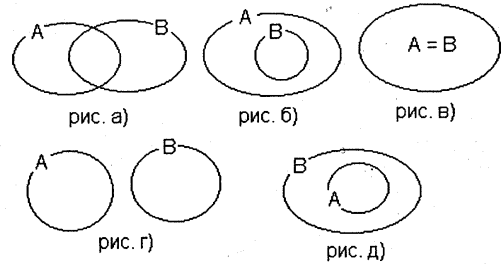 A B
рис. а)
A
B
рис. б)
A = B
рис. в)
A
B
рис. г)
B
A
рис. д)